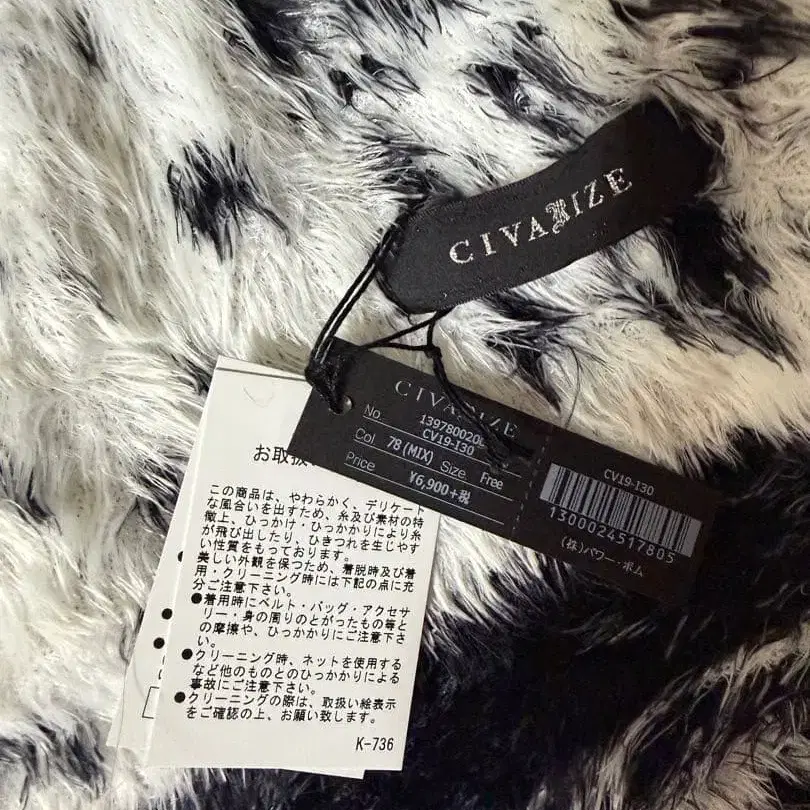 CIVARIZE
CIVARIZE
No. 1397800200
CV19-I30
Col 78(MIX) Size Free
Price ¥6,900+税
CV19-I30
1300024517805
(株)パワー・ボム
お取扱い
この商品は、やわらかく、デリケート
な風合いを出すため、糸及び素材の特
徴上、ひっかけ・ひっかかりにより糸
が飛び出したり、ひきつれを生じやす
い性質をもっております。
美しい外観を保つため、着脱時及び着
用・クリーニング時には下記の点に充
分ご注意下さい。
●着用時にベルト・バッグ・アクセサ
リー・身の周りのとがったもの等と
の摩擦や、ひっかかりにご注意下さ
い。
●クリーニング時、ネットを使用する
など他のものとのひっかかりによる
事故にご注意下さい。
●クリーニングの際は、取扱い絵表示
をご確認の上、お願い致します。
K-736